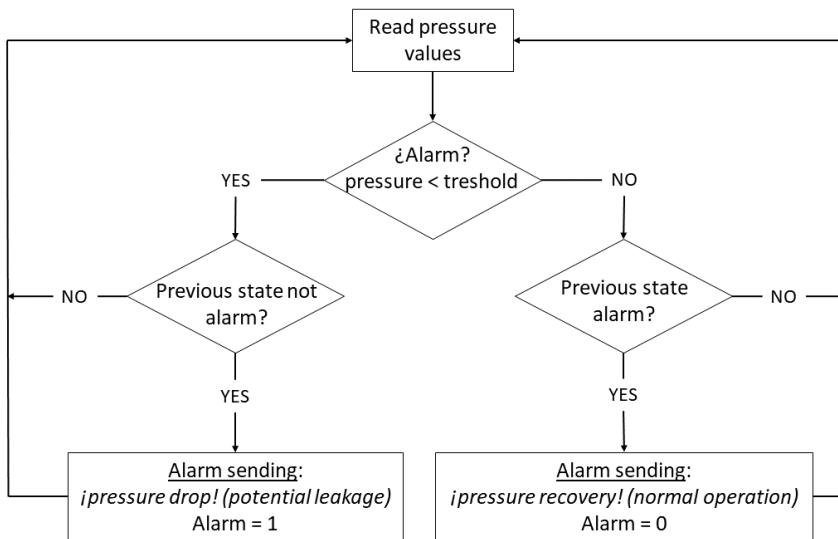 Read pressure
values
¿Alarm?
pressure < treshold
YES
NO
Previous state not
alarm?
NO
Previous state
alarm?
NO
YES
YES
Alarm sending:
¡pressure drop! (potential leakage)
Alarm = 1
Alarm sending:
¡pressure recovery! (normal operation)
Alarm = 0